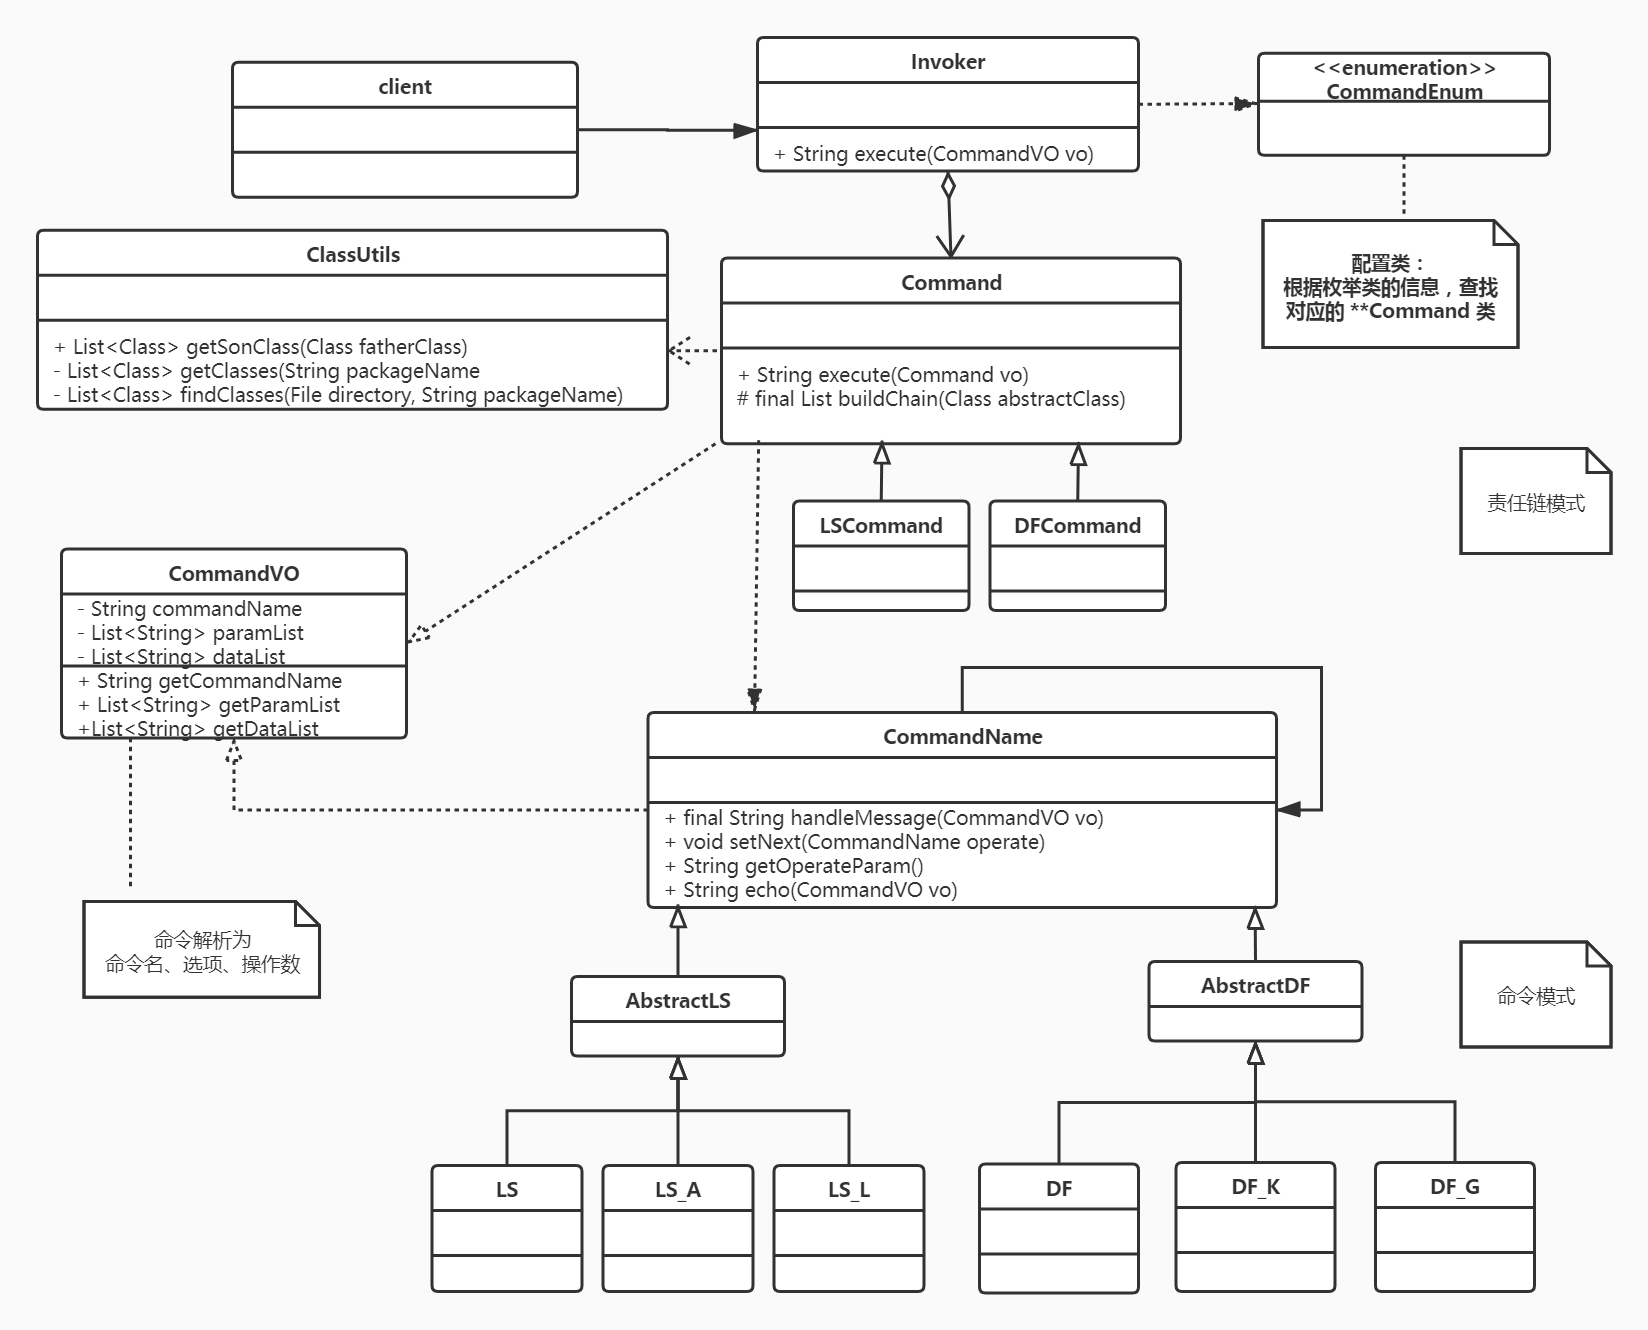 client
Invoker
+ String execute(CommandVO vo)
<<enumeration>>
CommandEnum
配置类：
根据枚举类的信息，查找
对应的 **Command 类
ClassUtils
+ List<Class> getSonClass(Class fatherClass)
- List<Class> getClasses(String packageName
- List<Class> findClasses(File directory, String packageName)
Command
+ String execute(Command vo)
# final List buildChain(Class abstractClass)
LSCommand
DFCommand
责任链模式
CommandVO
- String commandName
- List<String> paramList
- List<String> dataList
+ String getCommandName
+ List<String> getParamList
+List<String> getDataList
CommandName
+ final String handleMessage(CommandVO vo)
+ void setNext(CommandName operate)
+ String getOperateParam()
+ String echo(CommandVO vo)
命令解析为
命令名、选项、操作数
AbstractLS
AbstractDF
命令模式
LS
LS_A
LS_L
DF
DF_K
DF_G